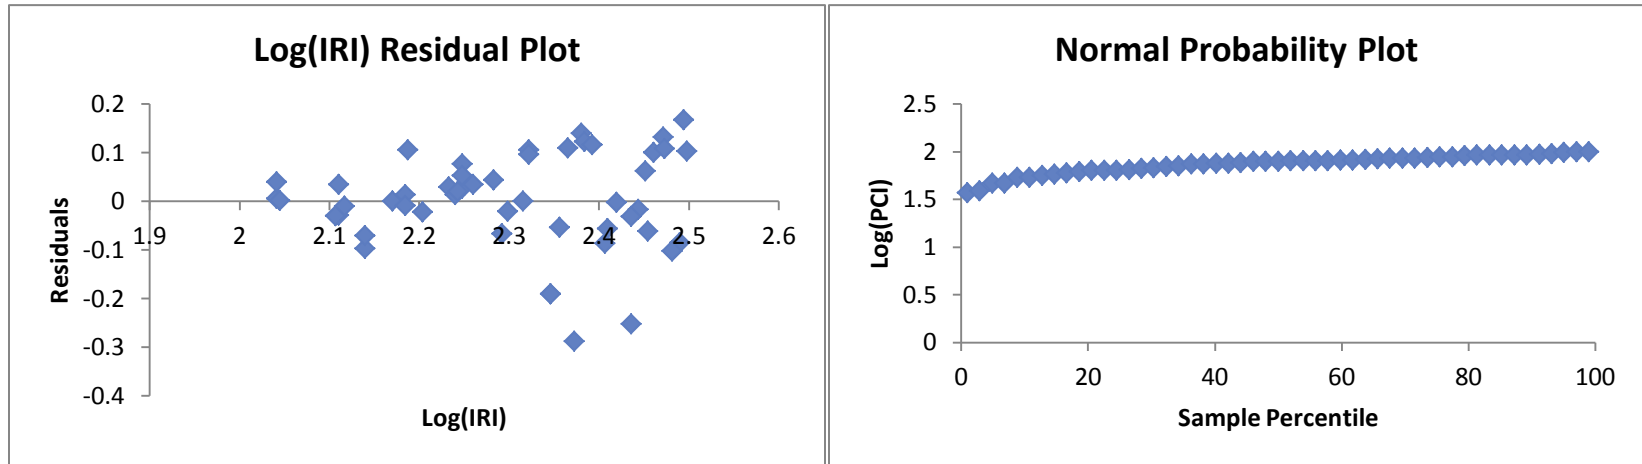 Log(IRI) Residual Plot
0.2
0.1
0
-0.1
-0.2
-0.3
-0.4
1.9 2 2.1 2.2 2.3 2.4 2.5 2.6
Residuals
Log(IRI)
Normal Probability Plot
2.5
2
1.5
1
0.5
0
0 20 40 60 80 100
Log(PCI)
Sample Percentile